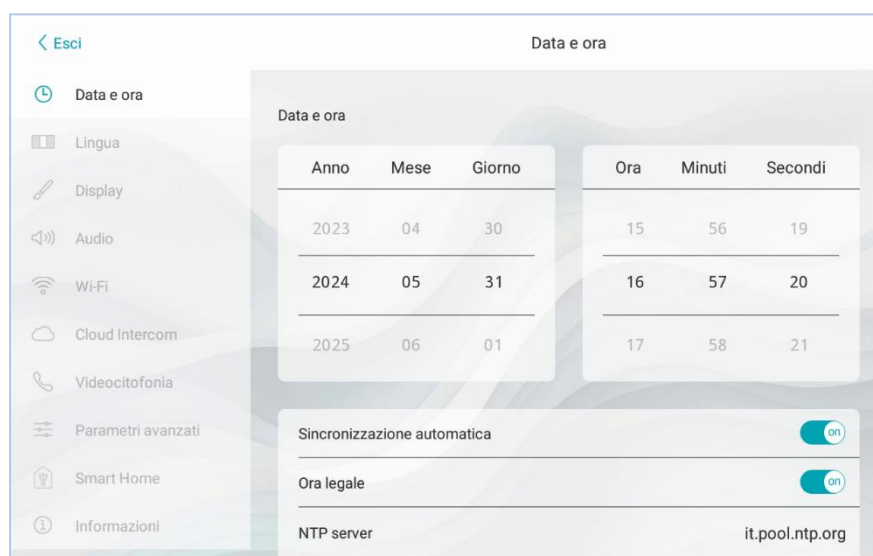 Esci
Data e ora
Data e ora
Lingua
Display
Audio
Wi-Fi
Cloud Intercom
Videocitofonia
Parametri avanzati
Smart Home
Informazioni
Data e ora
Anno Mese Giorno
2023 04 30
2024 05 31
2025 06 01
Ora Minuti Secondi
15 56 19
16 57 20
17 58 21
Sincronizzazione automatica on
Ora legale on
NTP server it.pool.ntp.org